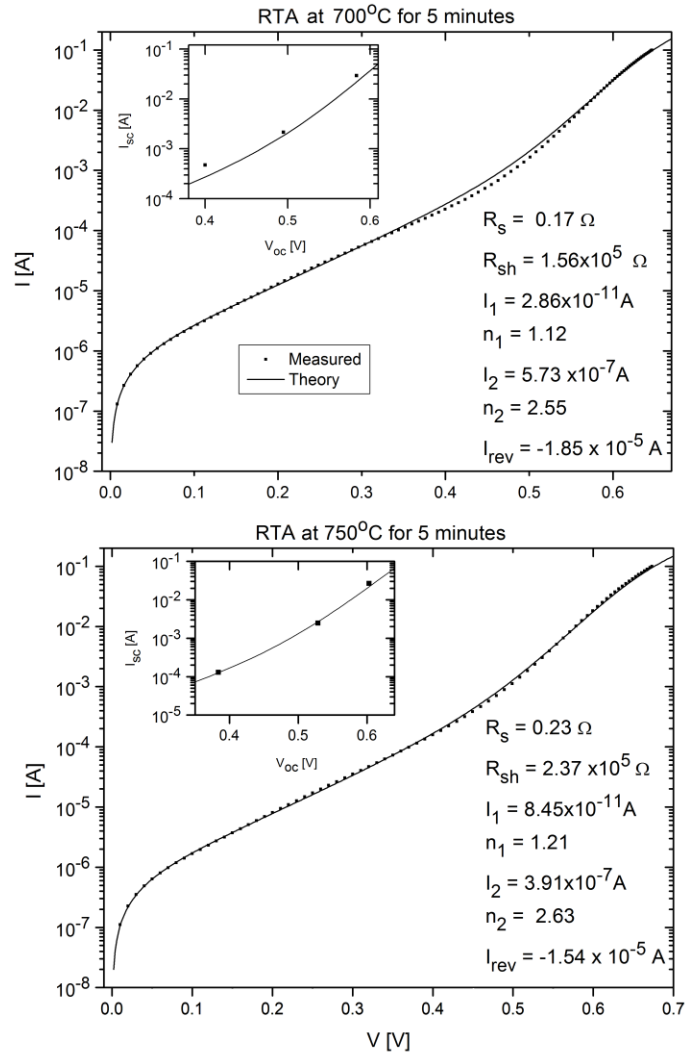 RTA at 700°C for 5 minutes
10⁻¹
10⁻²
10⁻³
10⁻⁴
10⁻⁵
10⁻⁶
10⁻⁷
10⁻⁸
I [A]
10⁻¹
10⁻²
10⁻³
10⁻⁴
I_sc [A]
0.4 0.5 0.6
V_oc [V]
R_s = 0.17 Ω
R_sh = 1.56x10⁵ Ω
I_1 = 2.86x10⁻¹¹A
n_1 = 1.12
I_2 = 5.73 x10⁻⁷A
n_2 = 2.55
I_rev = -1.85 x 10⁻⁵ A
Measured
Theory
0.0 0.1 0.2 0.3 0.4 0.5 0.6
RTA at 750°C for 5 minutes
10⁻¹
10⁻²
10⁻³
10⁻⁴
10⁻⁵
10⁻⁶
10⁻⁷
10⁻⁸
I [A]
10⁻¹
10⁻²
10⁻³
10⁻⁴
10⁻⁵
I_sc [A]
0.4 0.5 0.6
V_oc [V]
R_s = 0.23 Ω
R_sh = 2.37 x10⁵ Ω
I_1 = 8.45x10⁻¹¹A
n_1 = 1.21
I_2 = 3.91x10⁻⁷A
n_2 = 2.63
I_rev = -1.54 x 10⁻⁵ A
0.0 0.1 0.2 0.3 0.4 0.5 0.6 0.7
V [V]